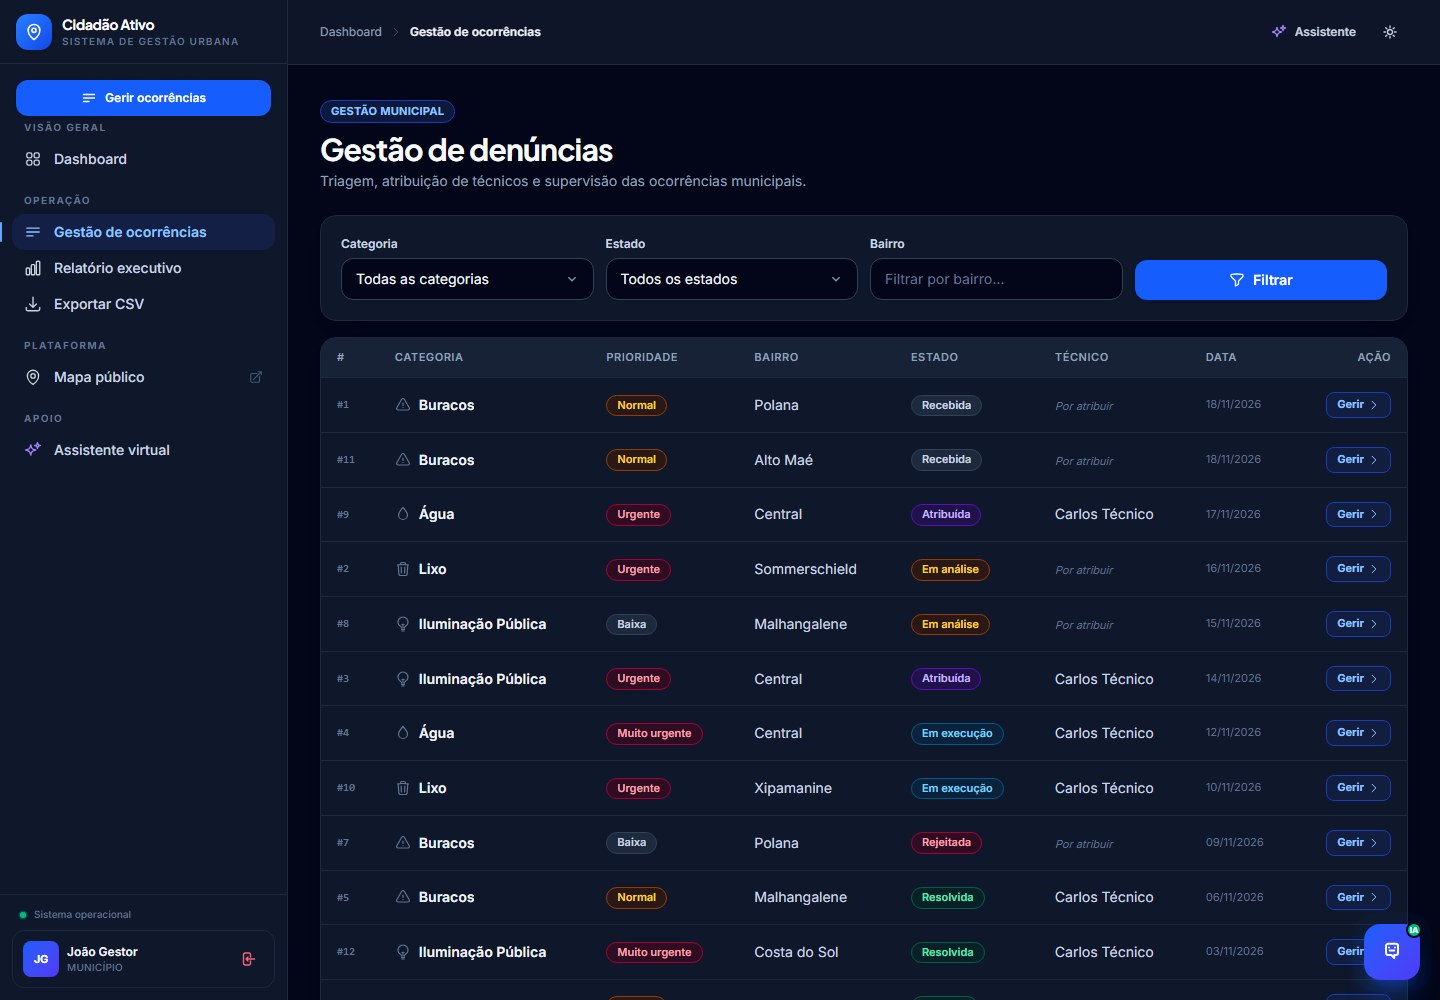 Cidadão Ativo
SISTEMA DE GESTÃO URBANA
Dashboard
Gestão de ocorrências
Assistente
Gerir ocorrências
VISÃO GERAL
Dashboard
OPERAÇÃO
Gestão de ocorrências
Relatório executivo
Exportar CSV
PLATAFORMA
Mapa público
APOIO
Assistente virtual
Sistema operacional
JG
João Gestor
MUNICÍPIO
GESTÃO MUNICIPAL
Gestão de denúncias
Triagem, atribuição de técnicos e supervisão das ocorrências municipais.
Categoria Estado Bairro
Todas as categorias Todos os estados Filtrar por bairro... Filtrar
# CATEGORIA PRIORIDADE BAIRRO ESTADO TÉCNICO DATA AÇÃO
#1 Buracos Normal Polana Recebida Por atribuir 18/11/2026 Gerir
#11 Buracos Normal Alto Maé Recebida Por atribuir 18/11/2026 Gerir
#9 Água Urgente Central Atribuída Carlos Técnico 17/11/2026 Gerir
#2 Lixo Urgente Sommerschield Em análise Por atribuir 16/11/2026 Gerir
#8 Iluminação Pública Baixa Malhangalene Em análise Por atribuir 15/11/2026 Gerir
#3 Iluminação Pública Urgente Central Atribuída Carlos Técnico 14/11/2026 Gerir
#4 Água Muito urgente Central Em execução Carlos Técnico 12/11/2026 Gerir
#10 Lixo Urgente Xipamanine Em execução Carlos Técnico 10/11/2026 Gerir
#7 Buracos Baixa Polana Rejeitada Por atribuir 09/11/2026 Gerir
#5 Buracos Normal Malhangalene Resolvida Carlos Técnico 06/11/2026 Gerir
#12 Iluminação Pública Muito urgente Costa do Sol Resolvida Carlos Técnico 03/11/2026 Gerir
IA